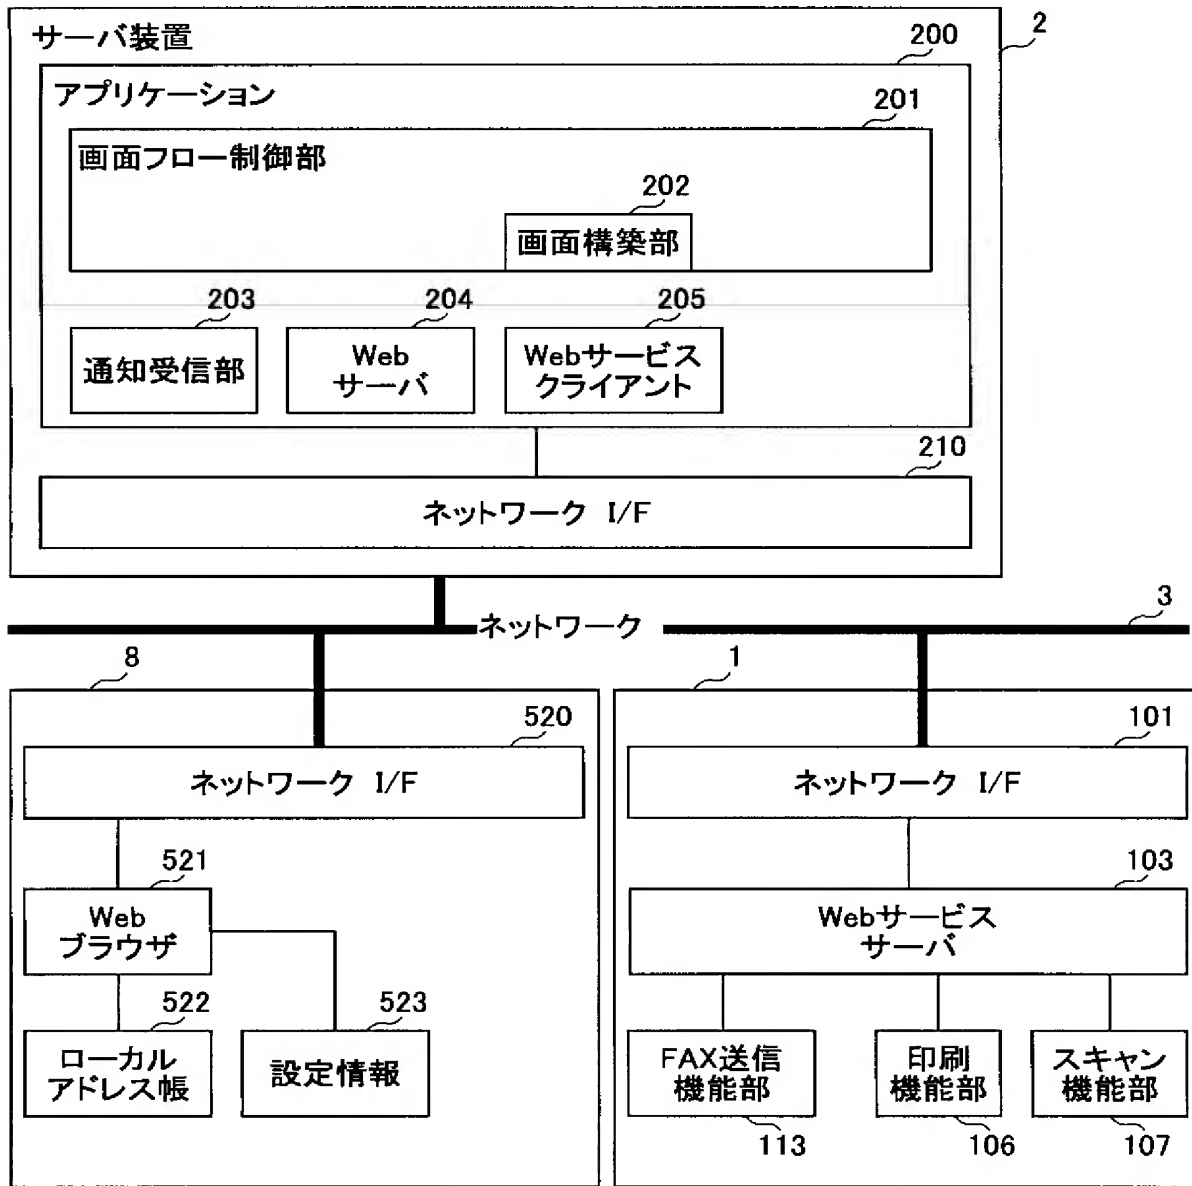 サーバ装置
2
200
アプリケーション
201
画面フロー制御部
202
画面構築部
203
204
205
通知受信部
Web
サーバ
Webサービス
クライアント
210
ネットワーク I/F
ネットワーク
3
8
1
520
ネットワーク I/F
101
ネットワーク I/F
521
Web
ブラウザ
103
Webサービス
サーバ
522
ローカル
アドレス帳
523
設定情報
FAX送信
機能部
113
印刷
機能部
106
スキャン
機能部
107